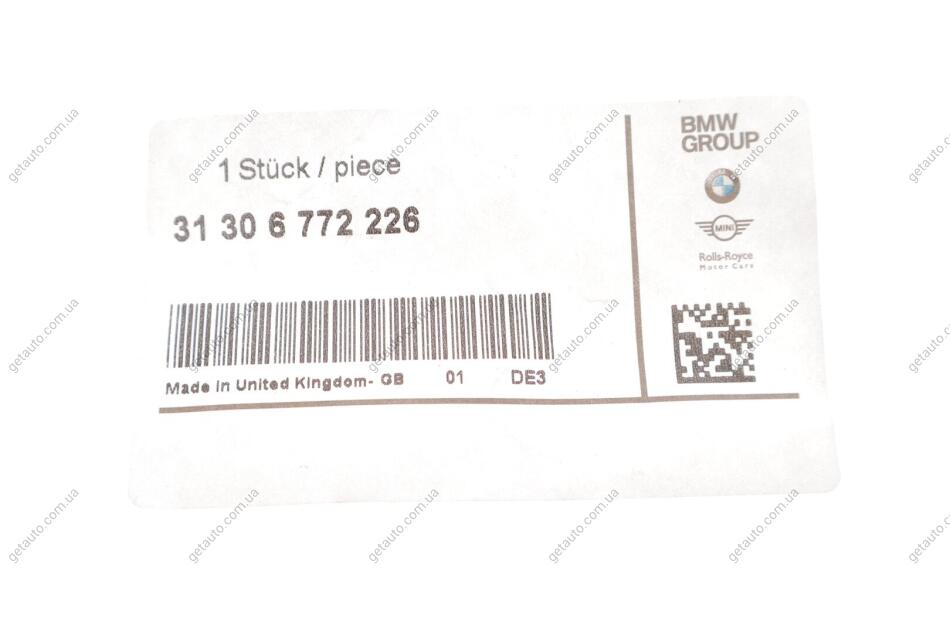 1 Stück / piece
31 30 6 772 226
Made in United Kingdom- GB 01 DE3
BMW
GROUP
MINI
Rolls-Royce
Motor Cars
getauto.com.ua